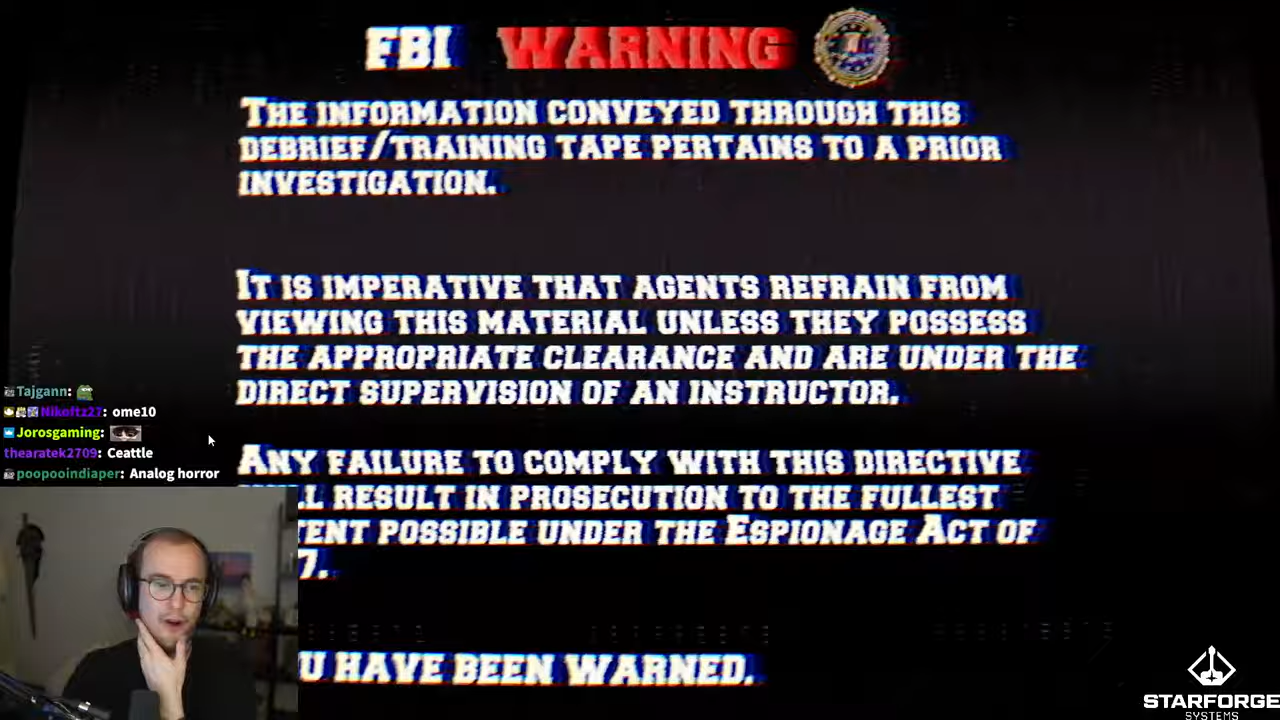 FBI WARNING
The information conveyed through this
debrief/training tape pertains to a prior
investigation.
It is imperative that agents refrain from
viewing this material unless they possess
the appropriate clearance and are under the
direct supervision of an instructor.
Any failure to comply with this directive
LL result in prosecution to the fullest
TENT possible under the Espionage Act of
7.
U have been warned.
Tajgann:
Nikoftz27: ome10
Jorosgaming:
thearatek2709: Ceattle
poopooindiaper: Analog horror
STARFORGE
SYSTEMS